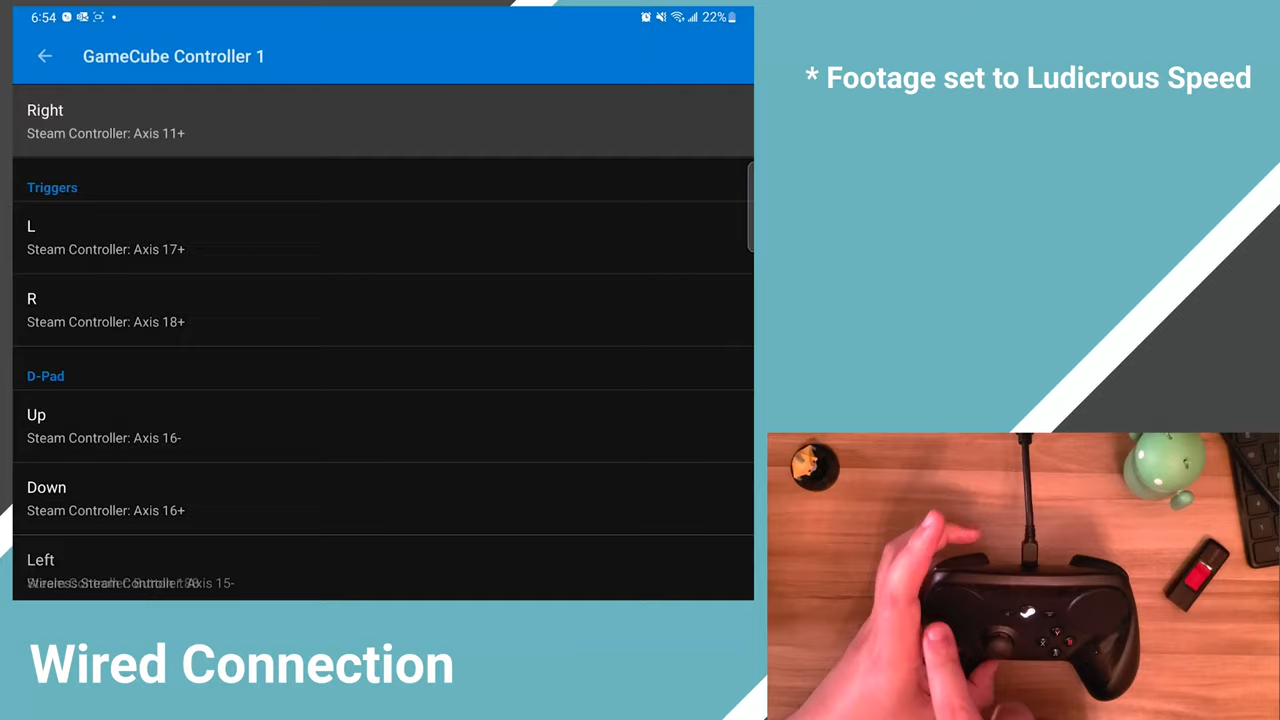 6:54
22%
GameCube Controller 1
* Footage set to Ludicrous Speed
Right
Steam Controller: Axis 11+
Triggers
L
Steam Controller: Axis 17+
R
Steam Controller: Axis 18+
D-Pad
Up
Steam Controller: Axis 16-
Down
Steam Controller: Axis 16+
Left
Axis 15-
Wired Connection